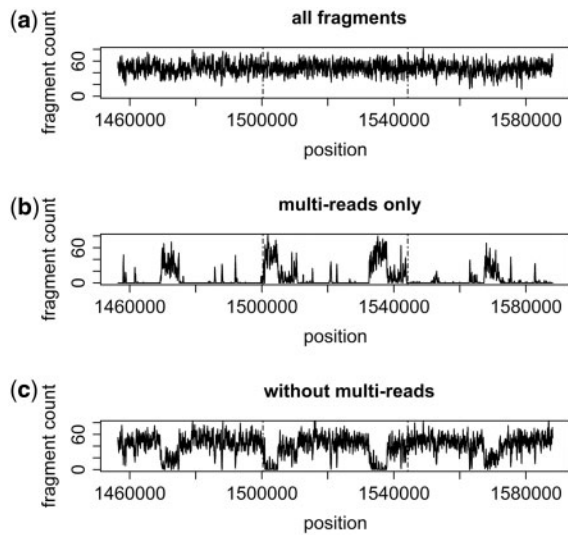 (a) all fragments
fragment count
0 60
1460000 1500000 1540000 1580000
position
(b) multi-reads only
fragment count
0 60
1460000 1500000 1540000 1580000
position
(c) without multi-reads
fragment count
0 60
1460000 1500000 1540000 1580000
position